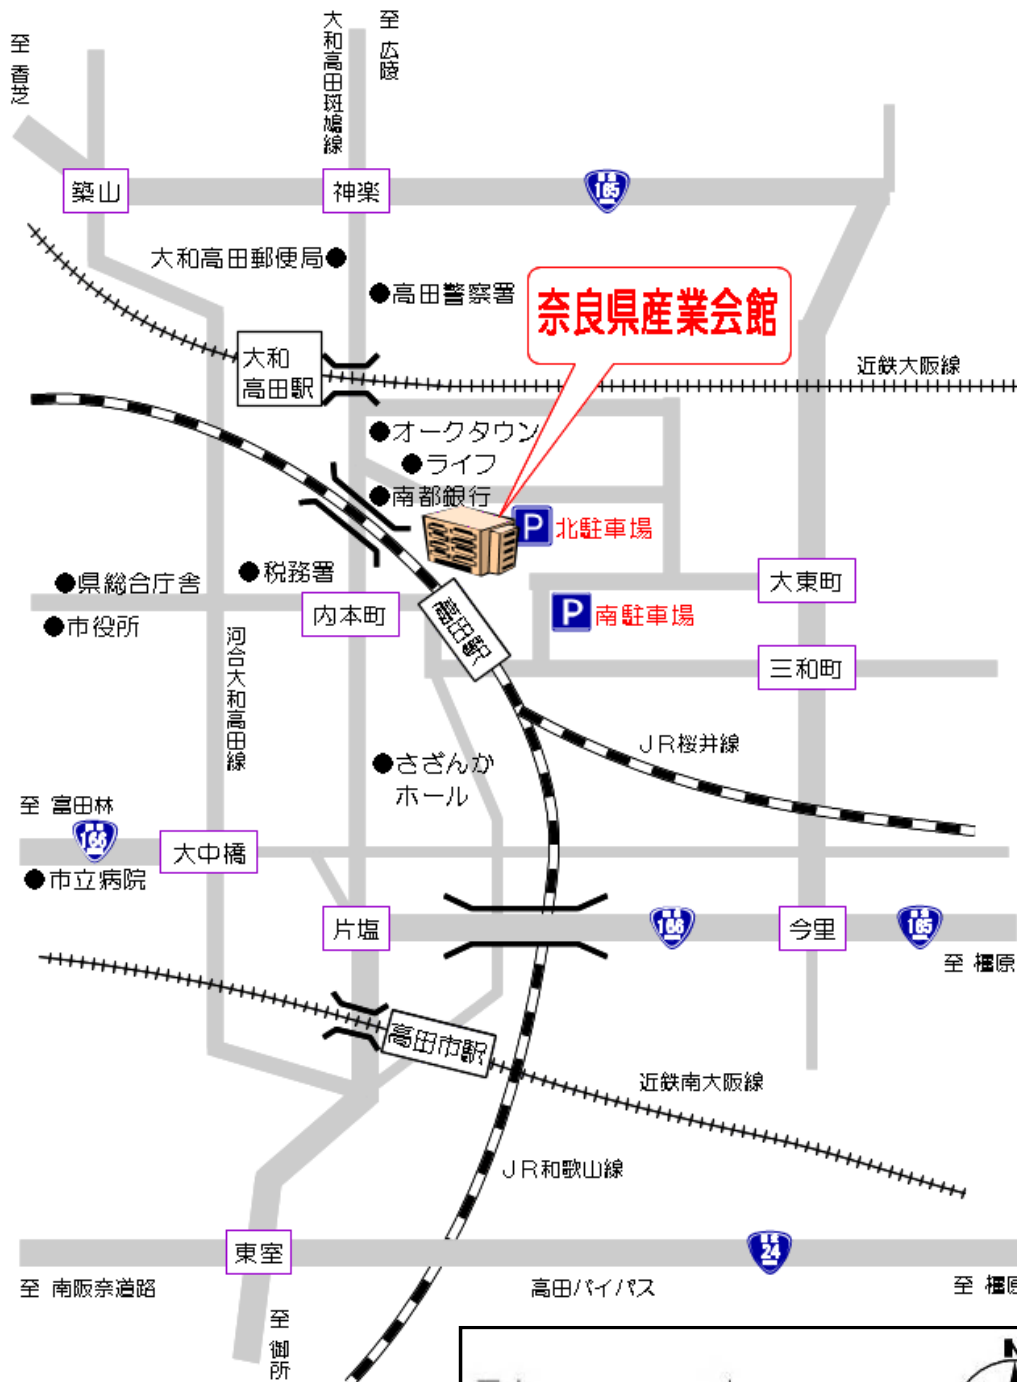 至 香芝
大和高田斑鳩線
至 広陵
築山
神楽
国道
165
大和高田郵便局
高田警察署
奈良県産業会館
大和
高田駅
近鉄大阪線
オークタウン
ライフ
南都銀行
P 北駐車場
県総合庁舎
税務署
大東町
市役所
内本町
高田駅
P 南駐車場
河合大和高田線
三和町
JR桜井線
さざんか
ホール
至 富田林
166
大中橋
市立病院
片塩
166
今里
165
至 橿原
高田市駅
近鉄南大阪線
JR和歌山線
東室
24
至 南阪奈道路
高田バイパス
至 橿原
至 御所
N